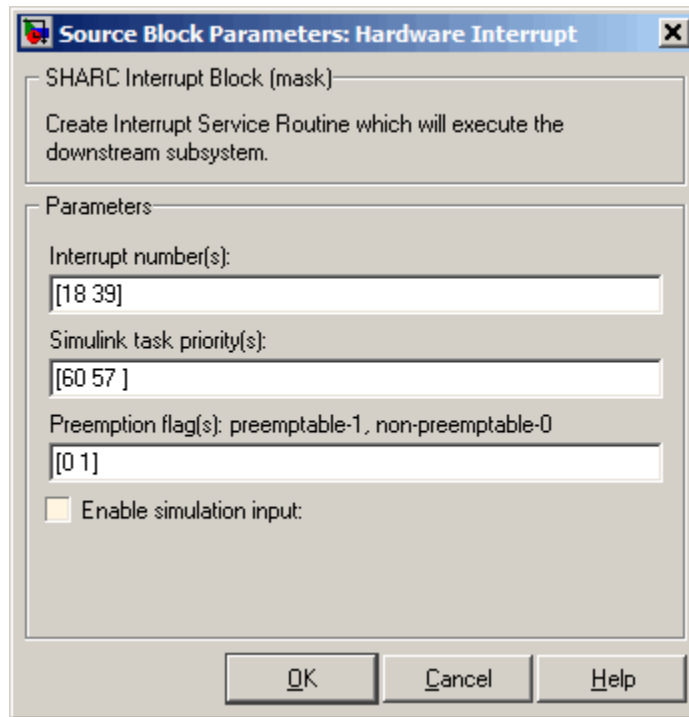 Source Block Parameters: Hardware Interrupt
SHARC Interrupt Block (mask)
Create Interrupt Service Routine which will execute the
downstream subsystem.
Parameters
Interrupt number(s):
[18 39]
Simulink task priority(s):
[60 57 ]
Preemption flag(s): preemptable-1, non-preemptable-0
[0 1]
Enable simulation input:
OK Cancel Help